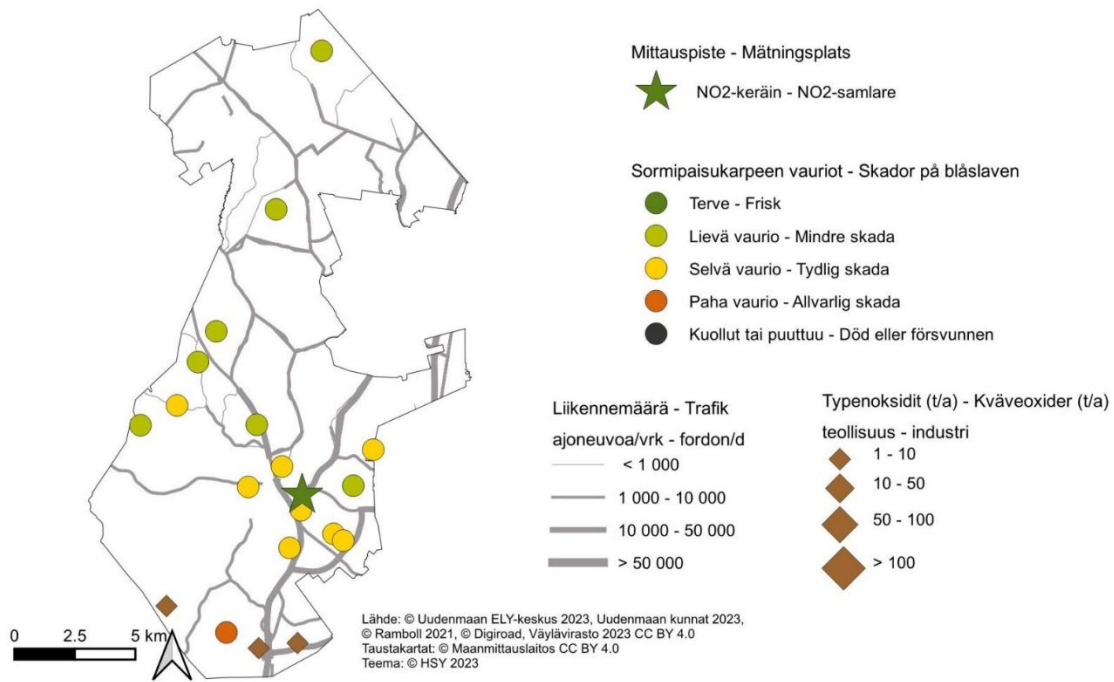 Mittauspiste - Mätningsplats
NO2-keräin - NO2-samlare
Sormipaisukarpeen vauriot - Skador på blåslaven
Terve - Frisk
Lievä vaurio - Mindre skada
Selvä vaurio - Tydlig skada
Paha vaurio - Allvarlig skada
Kuollut tai puuttuu - Död eller försvunnen
Liikennemäärä - Trafik
ajoneuvoa/vrk - fordon/d
< 1 000
1 000 - 10 000
10 000 - 50 000
> 50 000
Typenoksidit (t/a) - Kväveoxider (t/a)
teollisuus - industri
1 - 10
10 - 50
50 - 100
> 100
0 2.5 5 km
Lähde: © Uudenmaan ELY-keskus 2023, Uudenmaan kunnat 2023,
© Ramboll 2021, © Digiroad, Väylävirasto 2023 CC BY 4.0
Taustakartat: © Maanmittauslaitos CC BY 4.0
Teema: © HSY 2023